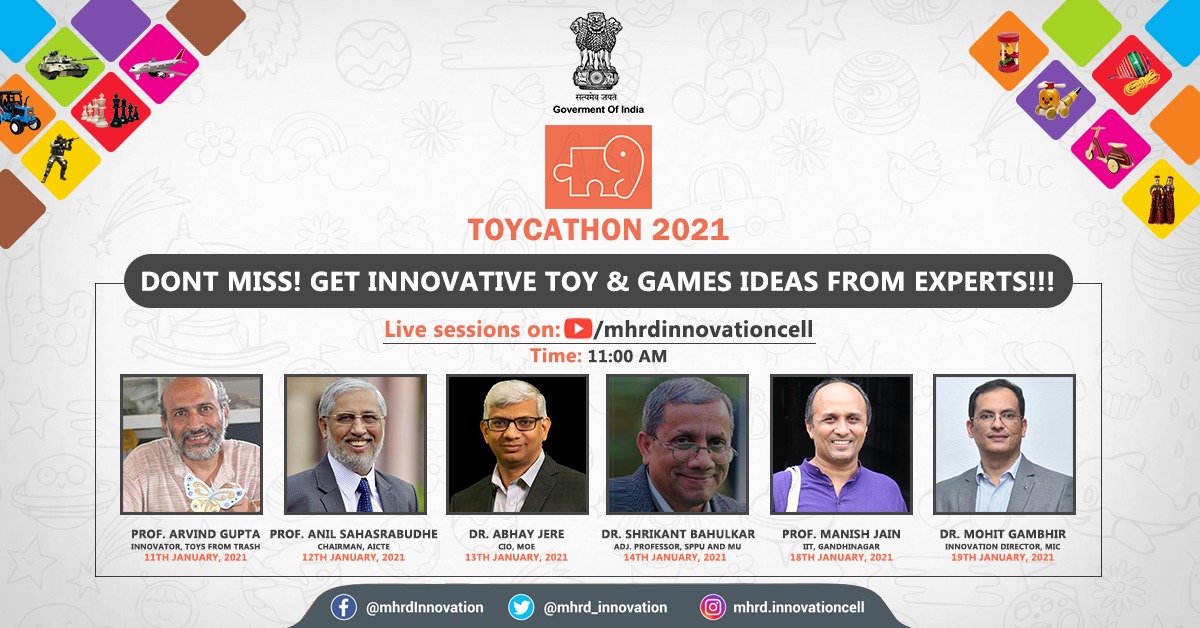 सत्यमेव जयते
Goverment Of India
TOYCATHON 2021
DONT MISS! GET INNOVATIVE TOY & GAMES IDEAS FROM EXPERTS!!!
Live sessions on: /mhrdinnovationcell
Time: 11:00 AM
PROF. ARVIND GUPTA
INNOVATOR, TOYS FROM TRASH
11TH JANUARY, 2021
PROF. ANIL SAHASRABUDHE
CHAIRMAN, AICTE
12TH JANUARY, 2021
DR. ABHAY JERE
CIO, MOE
13TH JANUARY, 2021
DR. SHRIKANT BAHULKAR
ADJ. PROFESSOR, SPPU AND MU
14TH JANUARY, 2021
PROF. MANISH JAIN
IIT, GANDHINAGAR
18TH JANUARY, 2021
DR. MOHIT GAMBHIR
INNOVATION DIRECTOR, MIC
19TH JANUARY, 2021
@mhrdInnovation
@mhrd_innovation
mhrd.innovationcell
abc